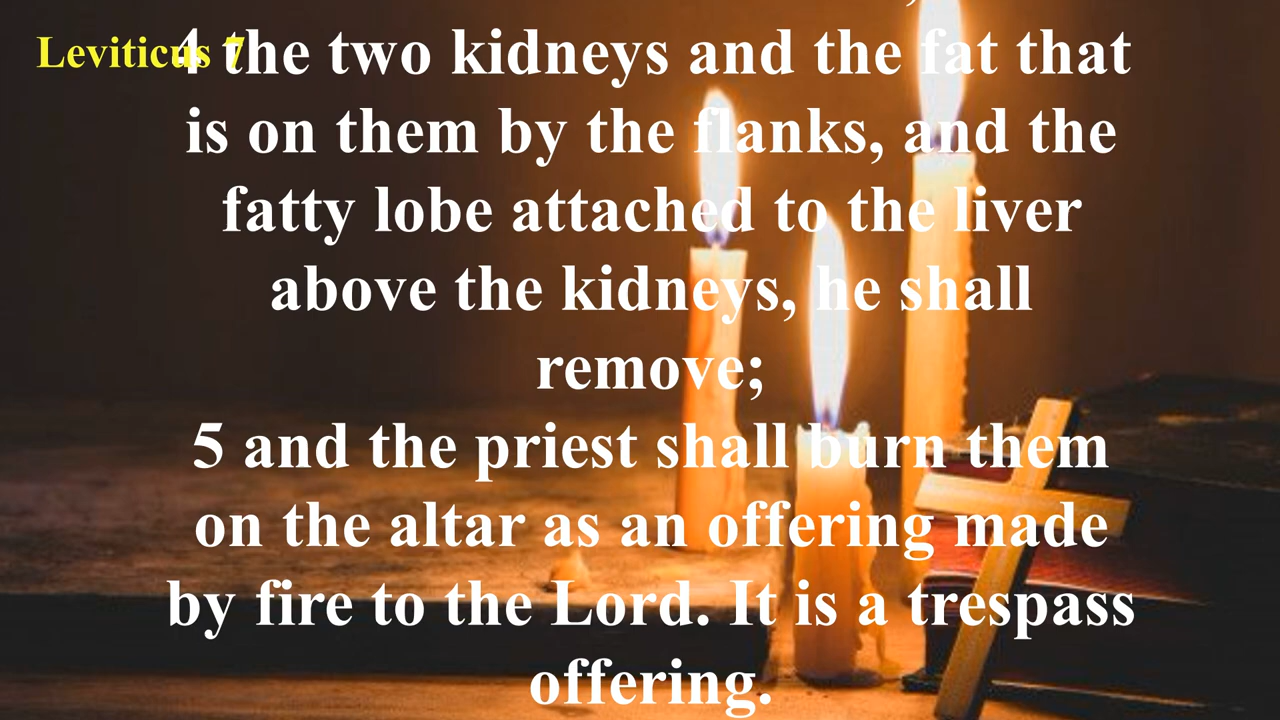 Leviticus 7
4 the two kidneys and the fat that
is on them by the flanks, and the
fatty lobe attached to the liver
above the kidneys, he shall
remove;
5 and the priest shall burn them
on the altar as an offering made
by fire to the Lord. It is a trespass
offering.